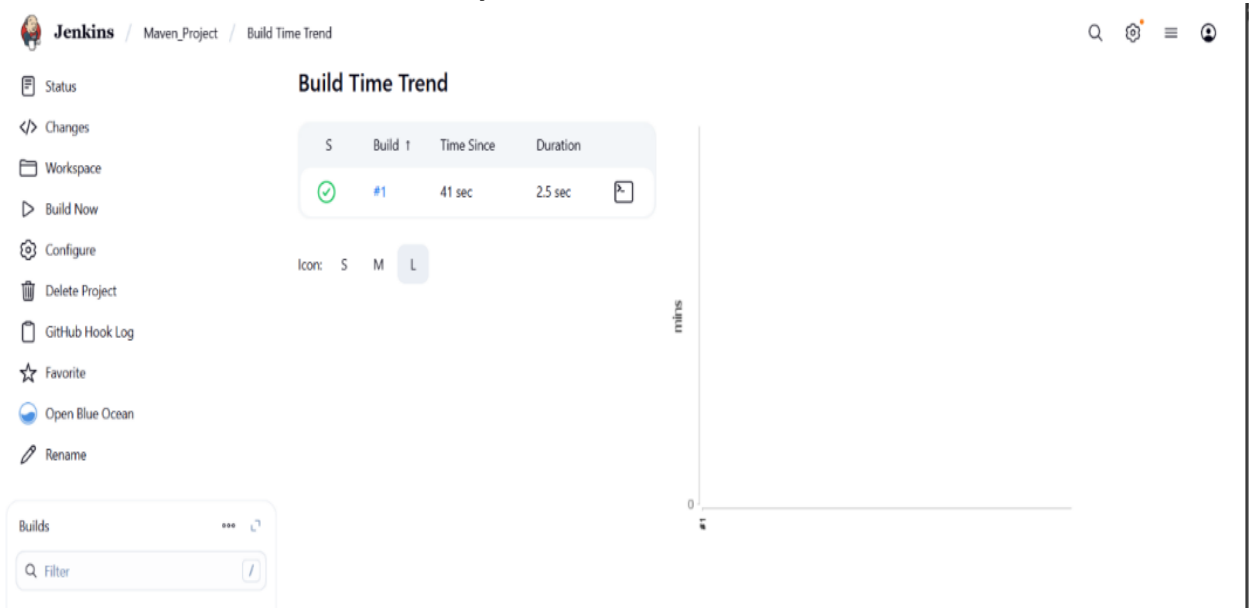 Jenkins / Maven_Project / Build Time Trend
Status
Changes
Workspace
Build Now
Configure
Delete Project
GitHub Hook Log
Favorite
Open Blue Ocean
Rename
Builds
Filter /
Build Time Trend
S Build ↑ Time Since Duration
#1 41 sec 2.5 sec
Icon: S M L
mins
0
#1